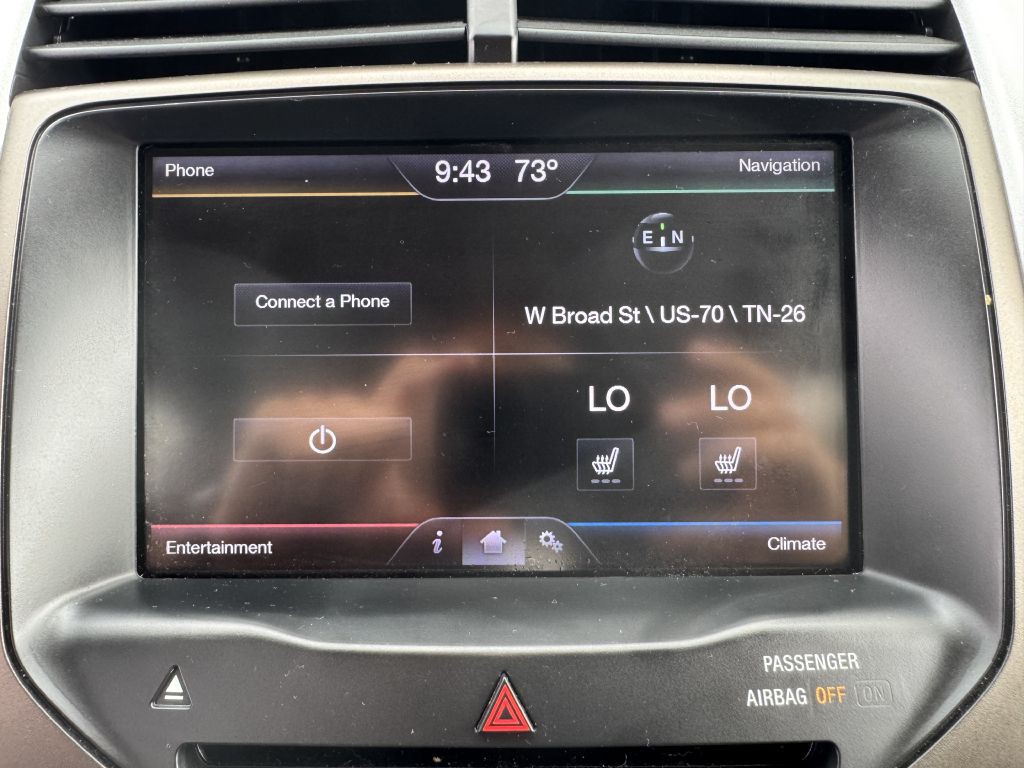 Phone
9:43 73°
Navigation
E N
Connect a Phone
W Broad St \ US-70 \ TN-26
LO LO
i
Entertainment
Climate
PASSENGER
AIRBAG OFF ON